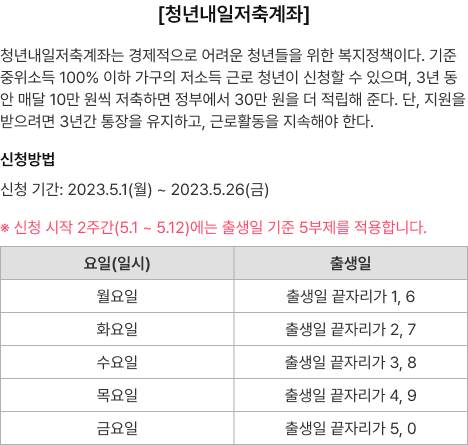 [청년내일저축계좌]
청년내일저축계좌는 경제적으로 어려운 청년들을 위한 복지정책이다. 기준
중위소득 100% 이하 가구의 저소득 근로 청년이 신청할 수 있으며, 3년 동
안 매달 10만 원씩 저축하면 정부에서 30만 원을 더 적립해 준다. 단, 지원을
받으려면 3년간 통장을 유지하고, 근로활동을 지속해야 한다.
신청방법
신청 기간: 2023.5.1(월) ~ 2023.5.26(금)
※ 신청 시작 2주간(5.1 ~ 5.12)에는 출생일 기준 5부제를 적용합니다.
요일(일시) 출생일
월요일 출생일 끝자리가 1, 6
화요일 출생일 끝자리가 2, 7
수요일 출생일 끝자리가 3, 8
목요일 출생일 끝자리가 4, 9
금요일 출생일 끝자리가 5, 0